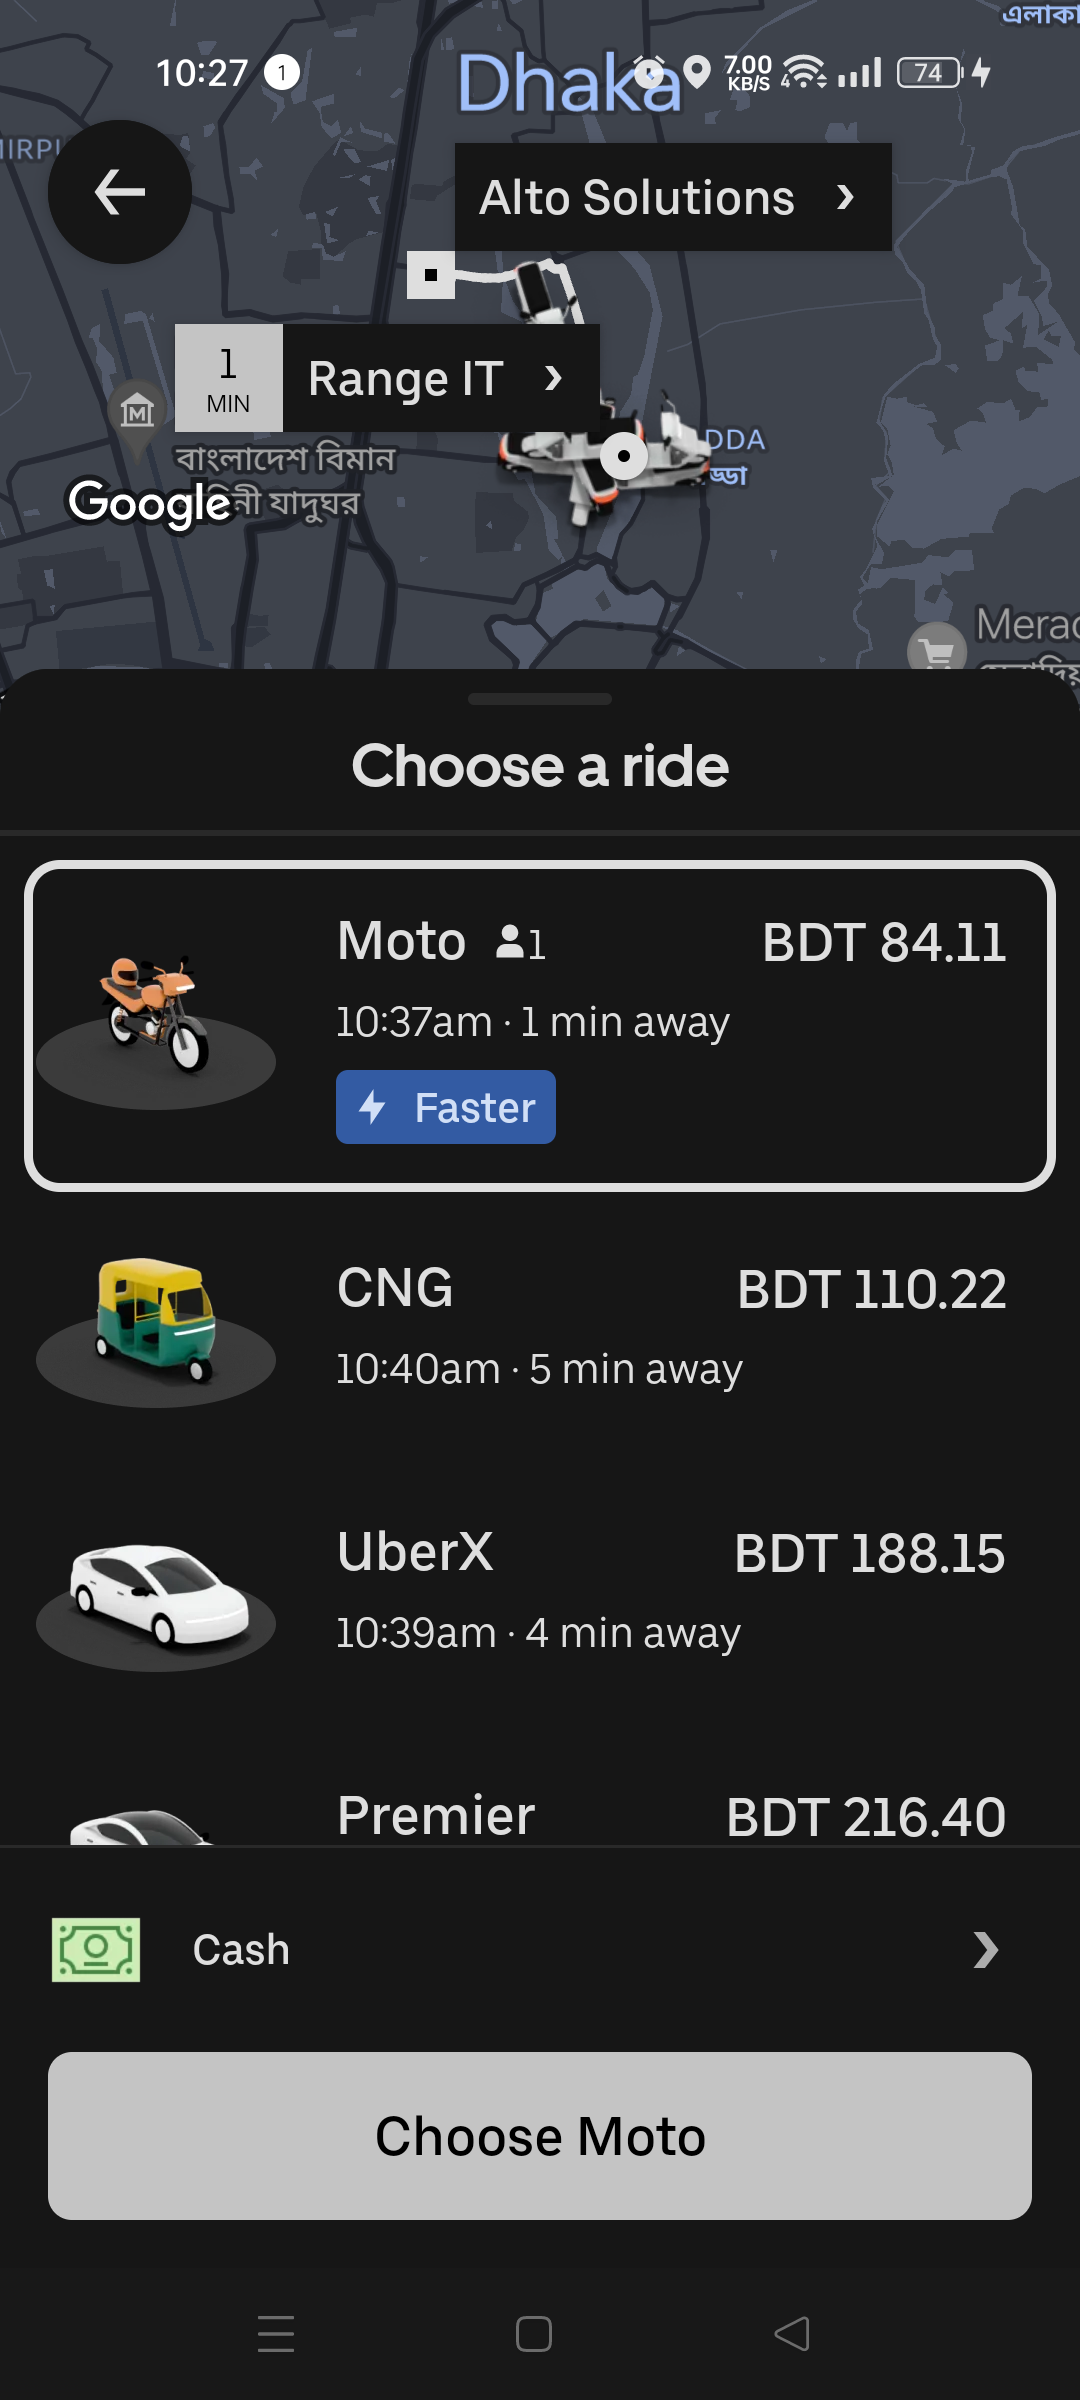 এলাকা
10:27 1
7.00
KB/S
4
74
Dhaka
Alto Solutions
1
MIN
Range IT
DDA
ড্ডা
M
বাংলাদেশ বিমান
নী যাদুঘর
Google
Merad
Choose a ride
Moto 1 BDT 84.11
10:37am · 1 min away
Faster
CNG BDT 110.22
10:40am · 5 min away
UberX BDT 188.15
10:39am · 4 min away
Premier BDT 216.40
Cash
Choose Moto